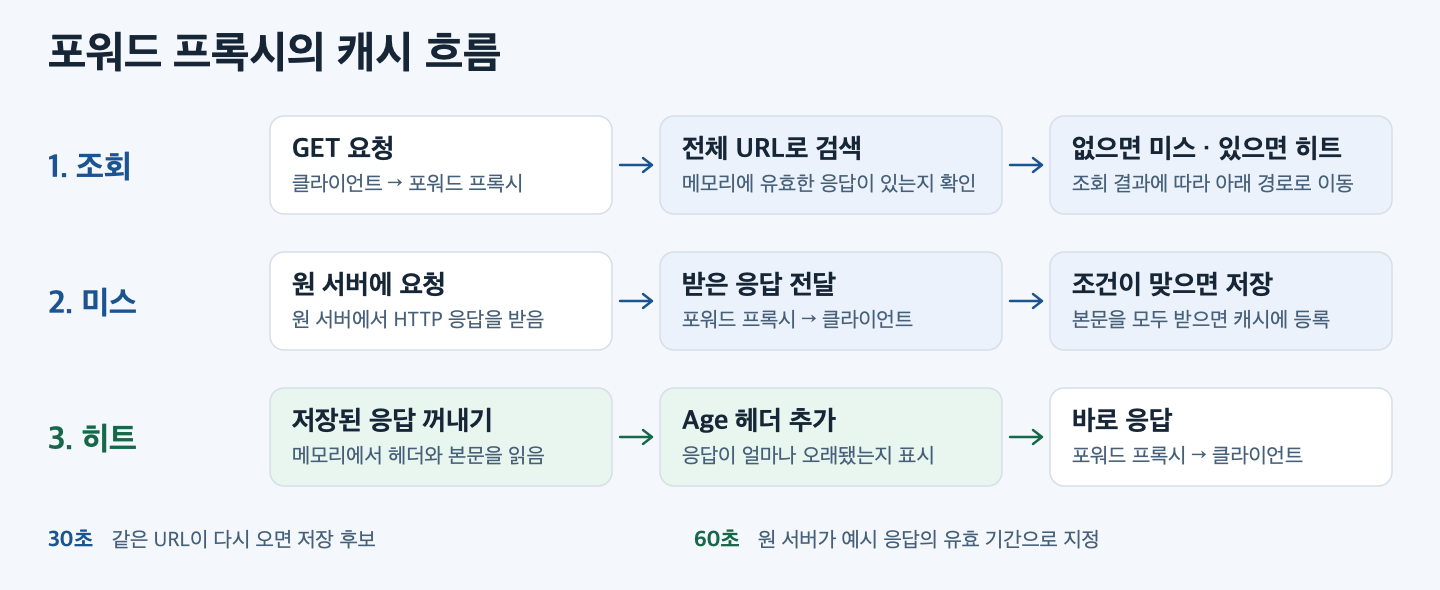 포워드 프록시의 캐시 흐름
1. 조회
GET 요청
클라이언트 → 포워드 프록시
전체 URL로 검색
메모리에 유효한 응답이 있는지 확인
없으면 미스 · 있으면 히트
조회 결과에 따라 아래 경로로 이동
2. 미스
원 서버에 요청
원 서버에서 HTTP 응답을 받음
받은 응답 전달
포워드 프록시 → 클라이언트
조건이 맞으면 저장
본문을 모두 받으면 캐시에 등록
3. 히트
저장된 응답 꺼내기
메모리에서 헤더와 본문을 읽음
Age 헤더 추가
응답이 얼마나 오래됐는지 표시
바로 응답
포워드 프록시 → 클라이언트
30초 같은 URL이 다시 오면 저장 후보
60초 원 서버가 예시 응답의 유효 기간으로 지정